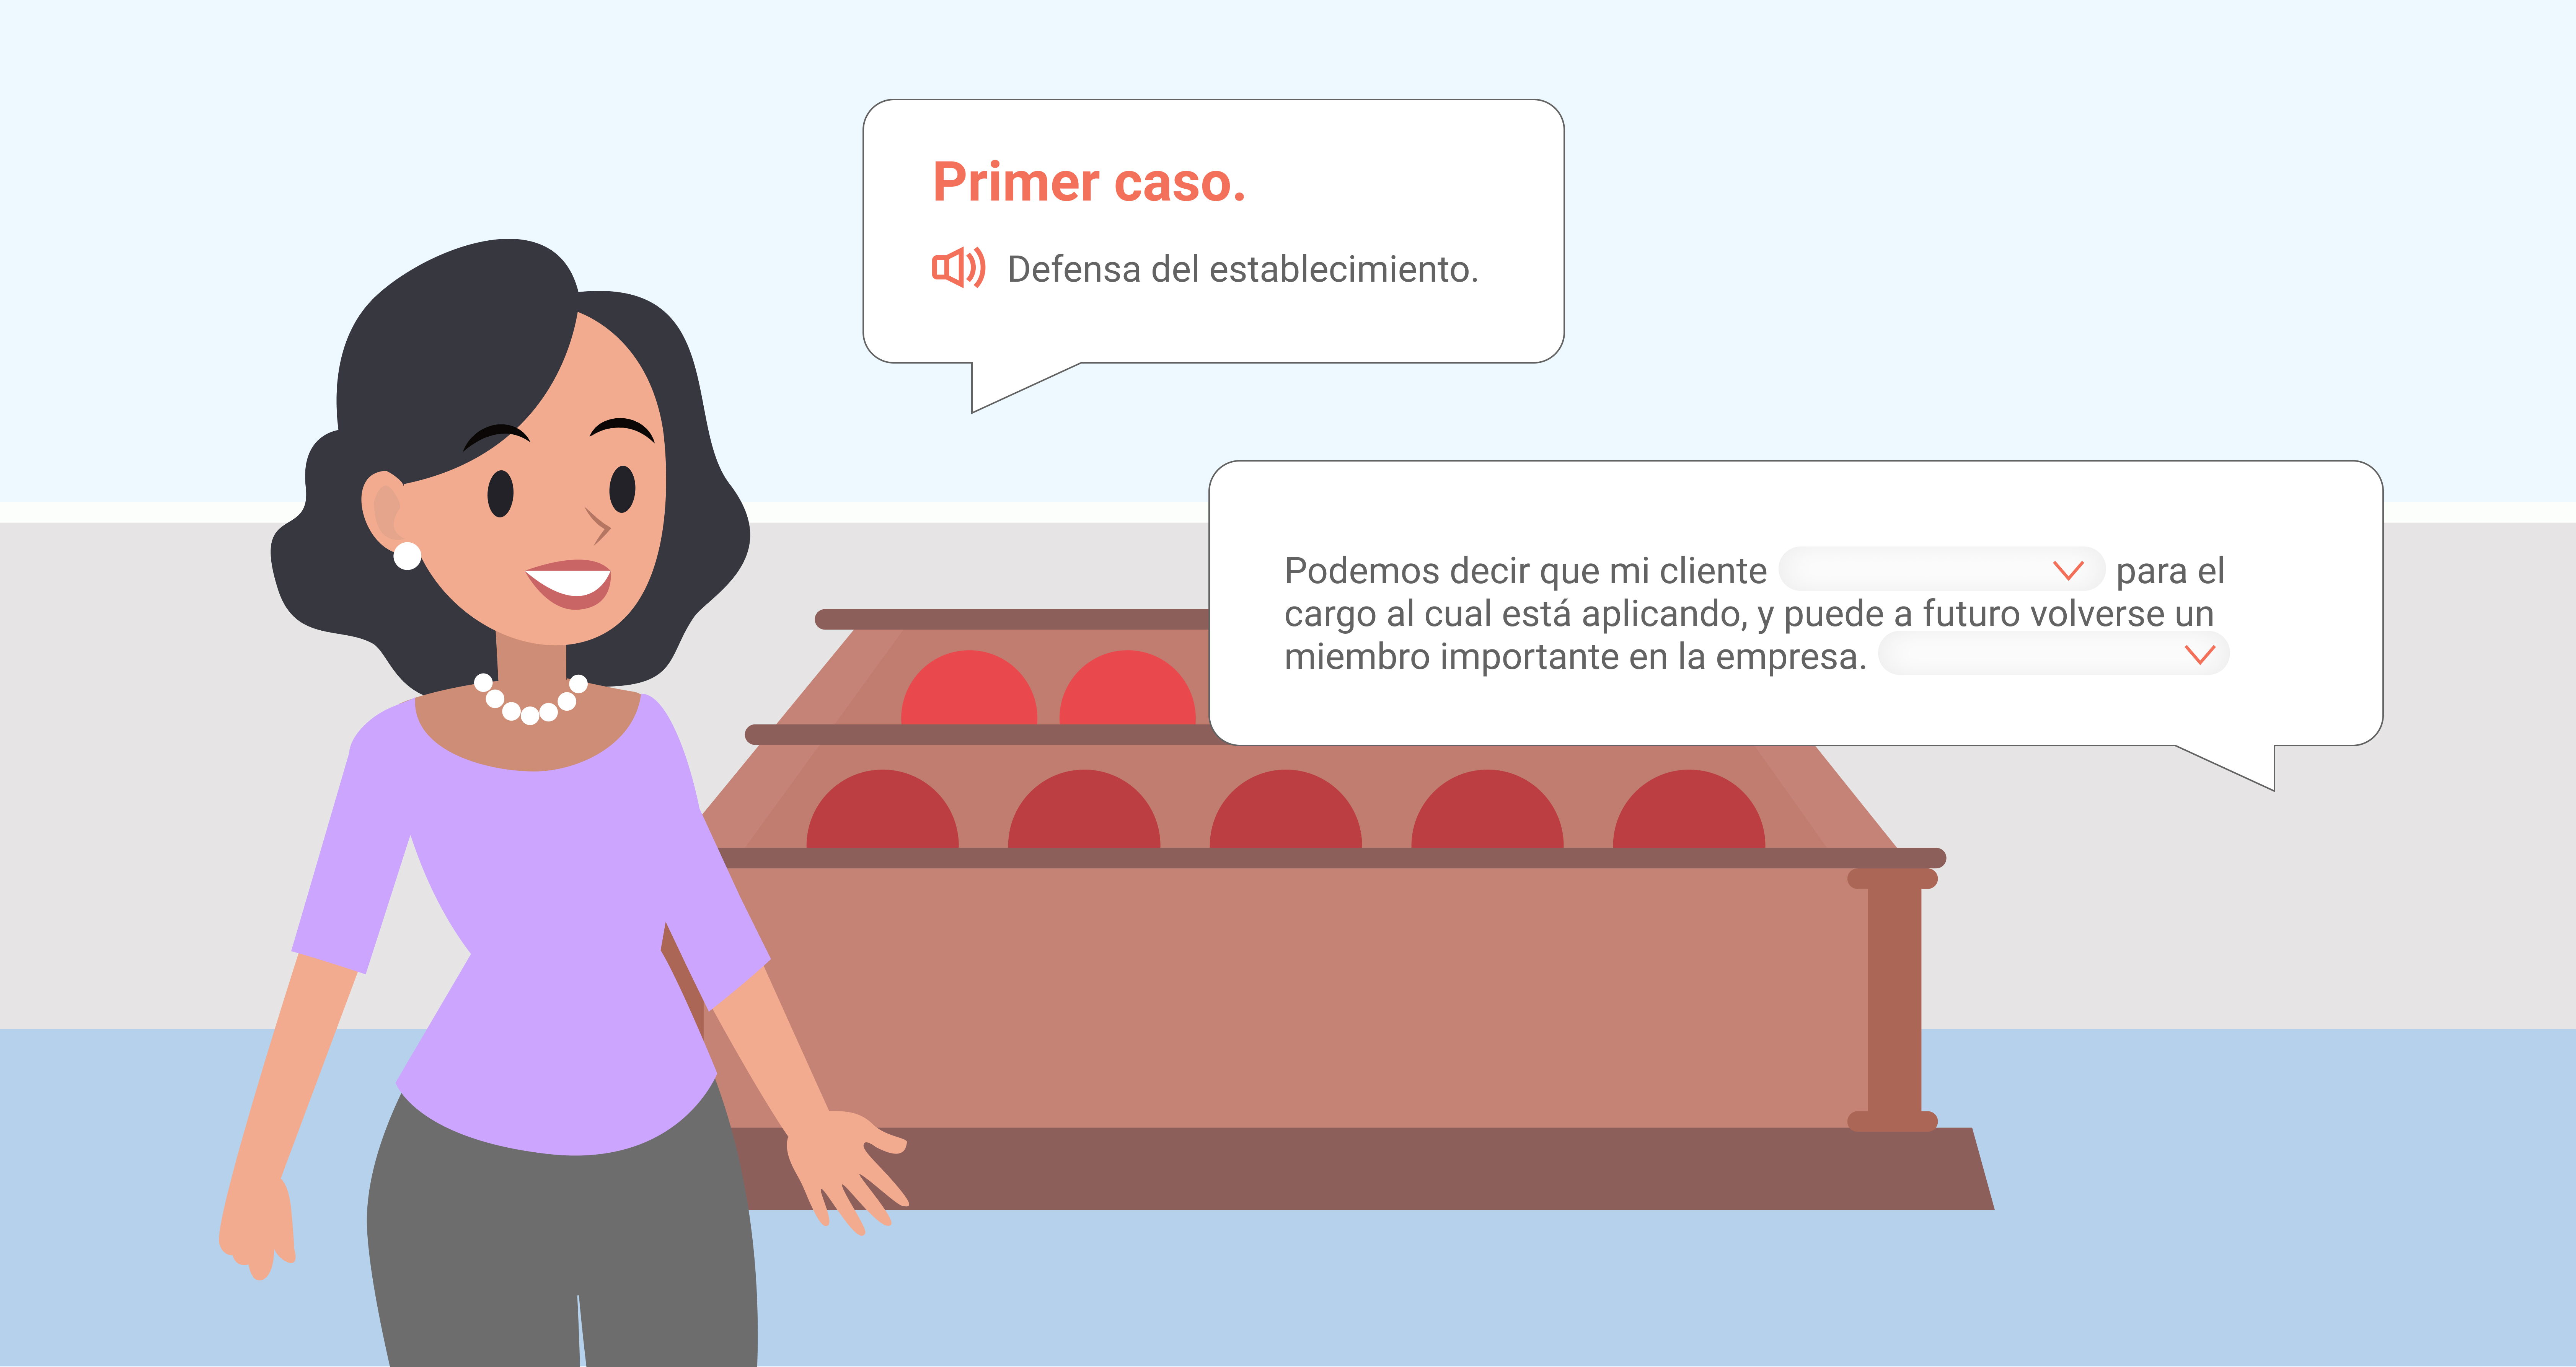 Primer caso.
Defensa del establecimiento.
Podemos decir que mi cliente para el
cargo al cual está aplicando, y puede a futuro volverse un
miembro importante en la empresa.